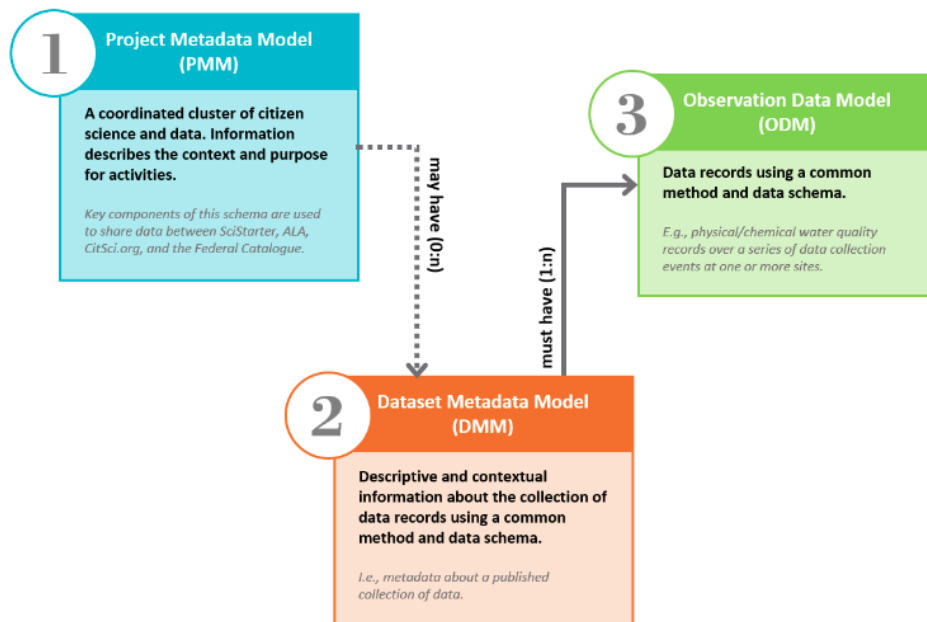 1
Project Metadata Model
(PMM)
A coordinated cluster of citizen
science and data. Information
describes the context and purpose
for activities.
Key components of this schema are used
to share data between SciStarter, ALA,
CitSci.org, and the Federal Catalogue.
may have (0:n)
2
Dataset Metadata Model
(DMM)
Descriptive and contextual
information about the collection of
data records using a common
method and data schema.
I.e., metadata about a published
collection of data.
must have (1:n)
3
Observation Data Model
(ODM)
Data records using a common
method and data schema.
E.g., physical/chemical water quality
records over a series of data collection
events at one or more sites.